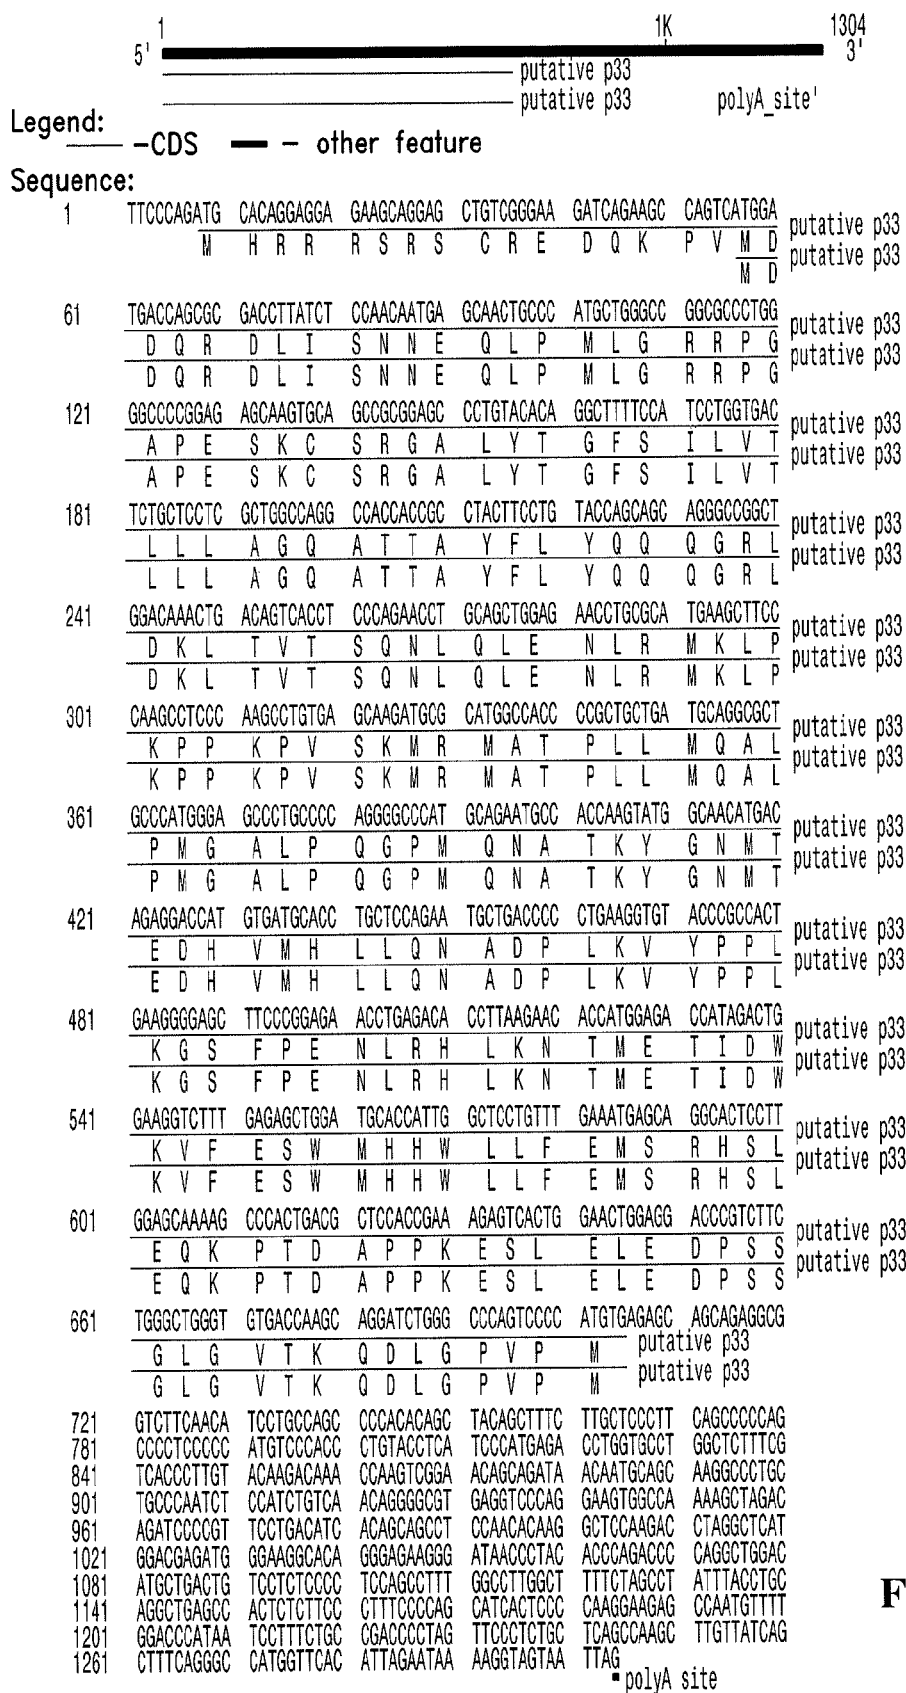 1 1K 1304
5' 3'
putative p33
putative p33 polyA_site'
Legend:
—CDS — - other feature
Sequence:
1 TTCCCAGATG CACAGGAGGA GAAGCAGGAG CTGTCGGGAA GATCAGAAGC CAGTCATGGA
M H R R R S R S C R E D Q K P V M D putative p33
M D putative p33
61 TGACCAGCGC GACCTTATCT CCAACAATGA GCAACTGCCC ATGCTGGGCC GGCGCCCTGG
D Q R D L I S N N E Q L P M L G R R P G putative p33
D Q R D L I S N N E Q L P M L G R R P G putative p33
121 GGCCCCGGAG AGCAAGTGCA GCCGCGGAGC CCTGTACACA GGCTTTTCCA TCCTGGTGAC
A P E S K C S R G A L Y T G F S I L V T putative p33
A P E S K C S R G A L Y T G F S I L V T putative p33
181 TCTGCTCCTC GCTGGCCAGG CCACCACCGC CTACTTCCTG TACCAGCAGC AGGGCCGGCT
L L L A G Q A T T A Y F L Y Q Q Q G R L putative p33
L L L A G Q A T T A Y F L Y Q Q Q G R L putative p33
241 GGACAAACTG ACAGTCACCT CCCAGAACCT GCAGCTGGAG AACCTGCGCA TGAAGCTTCC
D K L T V T S Q N L Q L E N L R M K L P putative p33
D K L T V T S Q N L Q L E N L R M K L P putative p33
301 CAAGCCTCCC AAGCCTGTGA GCAAGATGCG CATGGCCACC CCGCTGCTGA TGCAGGCGCT
K P P K P V S K M R M A T P L L M Q A L putative p33
K P P K P V S K M R M A T P L L M Q A L putative p33
361 GCCCATGGGA GCCCTGCCCC AGGGGCCCAT GCAGAATGCC ACCAAGTATG GCAACATGAC
P M G A L P Q G P M Q N A T K Y G N M T putative p33
P M G A L P Q G P M Q N A T K Y G N M T putative p33
421 AGAGGACCAT GTGATGCACC TGCTCCAGAA TGCTGACCCC CTGAAGGTGT ACCCGCCACT
E D H V M H L L Q N A D P L K V Y P P L putative p33
E D H V M H L L Q N A D P L K V Y P P L putative p33
481 GAAGGGGAGC TTCCCGGAGA ACCTGAGACA CCTTAAGAAC ACCATGGAGA CCATAGACTG
K G S F P E N L R H L K N T M E T I D W putative p33
K G S F P E N L R H L K N T M E T I D W putative p33
541 GAAGGTCTTT GAGAGCTGGA TGCACCATTG GCTCCTGTTT GAAATGAGCA GGCACTCCTT
K V F E S W M H H W L L F E M S R H S L putative p33
K V F E S W M H H W L L F E M S R H S L putative p33
601 GGAGCAAAAG CCCACTGACG CTCCACCGAA AGAGTCACTG GAACTGGAGG ACCCGTCTTC
E Q K P T D A P P K E S L E L E D P S S putative p33
E Q K P T D A P P K E S L E L E D P S S putative p33
661 TGGGCTGGGT GTGACCAAGC AGGATCTGGG CCCAGTCCCC ATGTGAGAGC AGCAGAGGCG
G L G V T K Q D L G P V P M putative p33
G L G V T K Q D L G P V P M putative p33
721 GTCTTCAACA TCCTGCCAGC CCCACACAGC TACAGCTTTC TTGCTCCCTT CAGCCCCCAG
781 CCCCTCCCCC ATGTCCCACC CTGTACCTCA TCCCATGAGA CCTGGTGCCT GGCTCTTTCG
841 TCACCCTTGT ACAAGACAAA CCAAGTCGGA ACAGCAGATA ACAATGCAGC AAGGCCCTGC
901 TGCCCAATCT CCATCTGTCA ACAGGGGCGT GAGGTCCCAG GAAGTGGCCA AAAGCTAGAC
961 AGATCCCCGT TCCTGACATC ACAGCAGCCT CCAACACAAG GCTCCAAGAC CTAGGCTCAT
1021 GGACGAGATG GGAAGGCACA GGGAGAAGGG ATAACCCTAC ACCCAGACCC CAGGCTGGAC
1081 ATGCTGACTG TCCTCTCCCC TCCAGCCTTT GGCCTTGGCT TTTCTAGCCT ATTTACCTGC
1141 AGGCTGAGCC ACTCTCTTCC CTTTCCCCAG CATCACTCCC CAAGGAAGAG CCAATGTTTT
1201 GGACCCATAA TCCTTTCTGC CGACCCCTAG TTCCCTCTGC TCAGCCAAGC TTGTTATCAG
1261 CTTTCAGGGC CATGGTTCAC ATTAGAATAA AAGGTAGTAA TTAG
polyA site
F